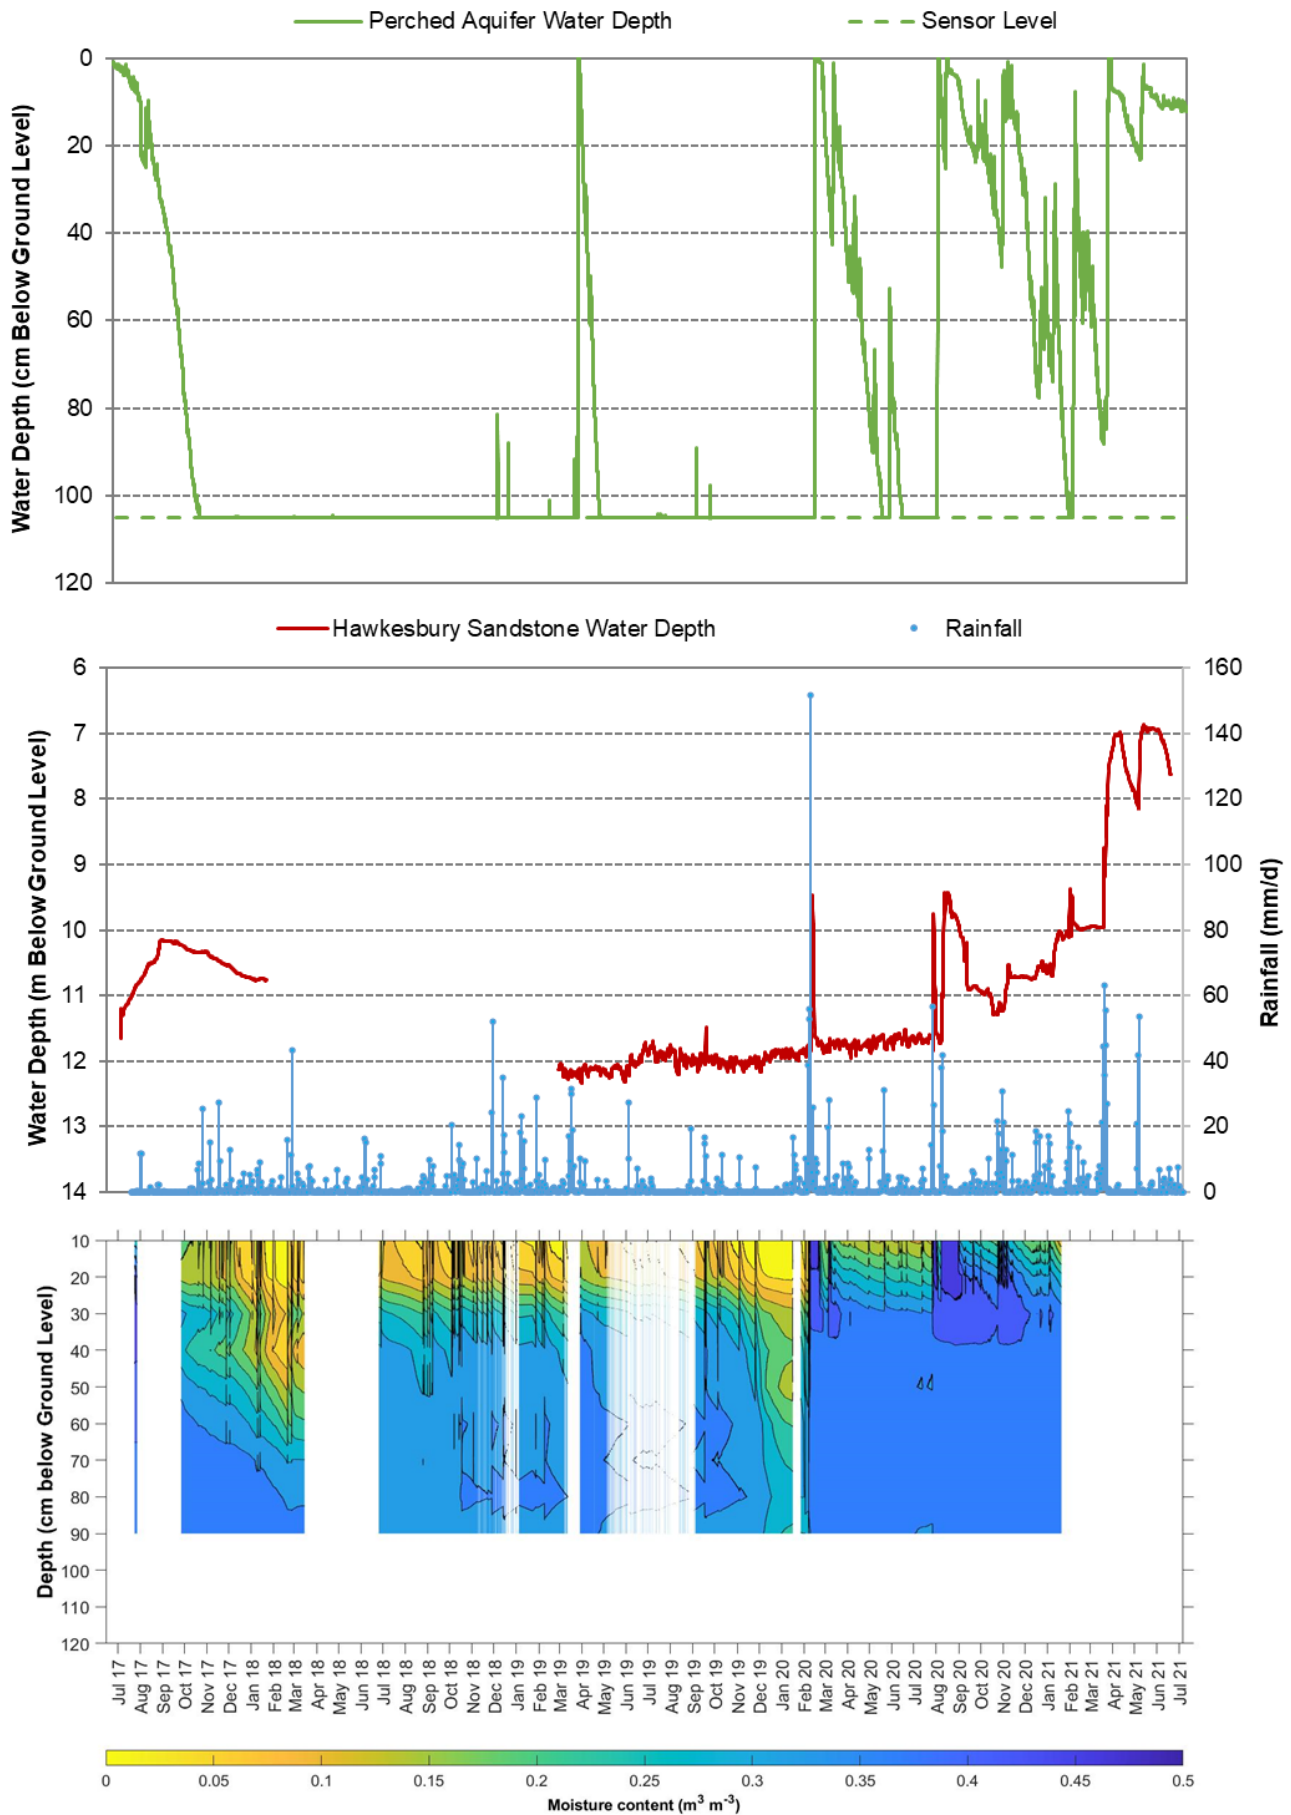 Perched Aquifer Water Depth
Sensor Level
Water Depth (cm Below Ground Level)
0
20
40
60
80
100
120
Hawkesbury Sandstone Water Depth
Rainfall
Water Depth (m Below Ground Level)
6
7
8
9
10
11
12
13
14
160
140
120
100
80
60
40
20
0
Rainfall (mm/d)
Depth (cm below Ground Level)
10
20
30
40
50
60
70
80
90
100
110
120
Jul 17
Aug 17
Sep 17
Oct 17
Nov 17
Dec 17
Jan 18
Feb 18
Mar 18
Apr 18
May 18
Jun 18
Jul 18
Aug 18
Sep 18
Oct 18
Nov 18
Dec 18
Jan 19
Feb 19
Mar 19
Apr 19
May 19
Jun 19
Jul 19
Aug 19
Sep 19
Oct 19
Nov 19
Dec 19
Jan 20
Feb 20
Mar 20
Apr 20
May 20
Jun 20
Jul 20
Aug 20
Sep 20
Oct 20
Nov 20
Dec 20
Jan 21
Feb 21
Mar 21
Apr 21
May 21
Jun 21
Jul 21
0
0.05
0.1
0.15
0.2
0.25
0.3
0.35
0.4
0.45
0.5
Moisture content (m³ m⁻³)